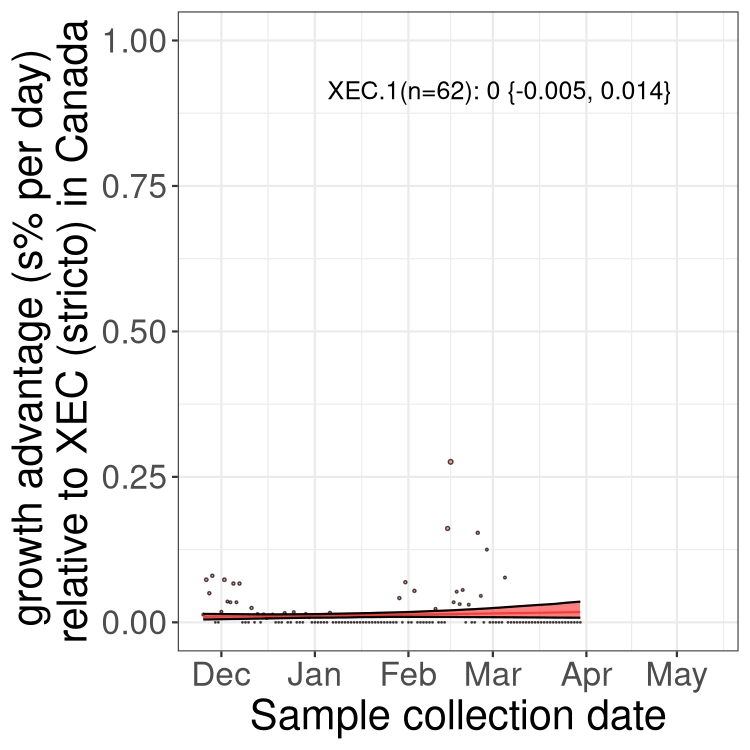 growth advantage (s% per day)
relative to XEC (stricto) in Canada
1.00
0.75
0.50
0.25
0.00
XEC.1(n=62): 0 {-0.005, 0.014}
Dec Jan Feb Mar Apr May
Sample collection date